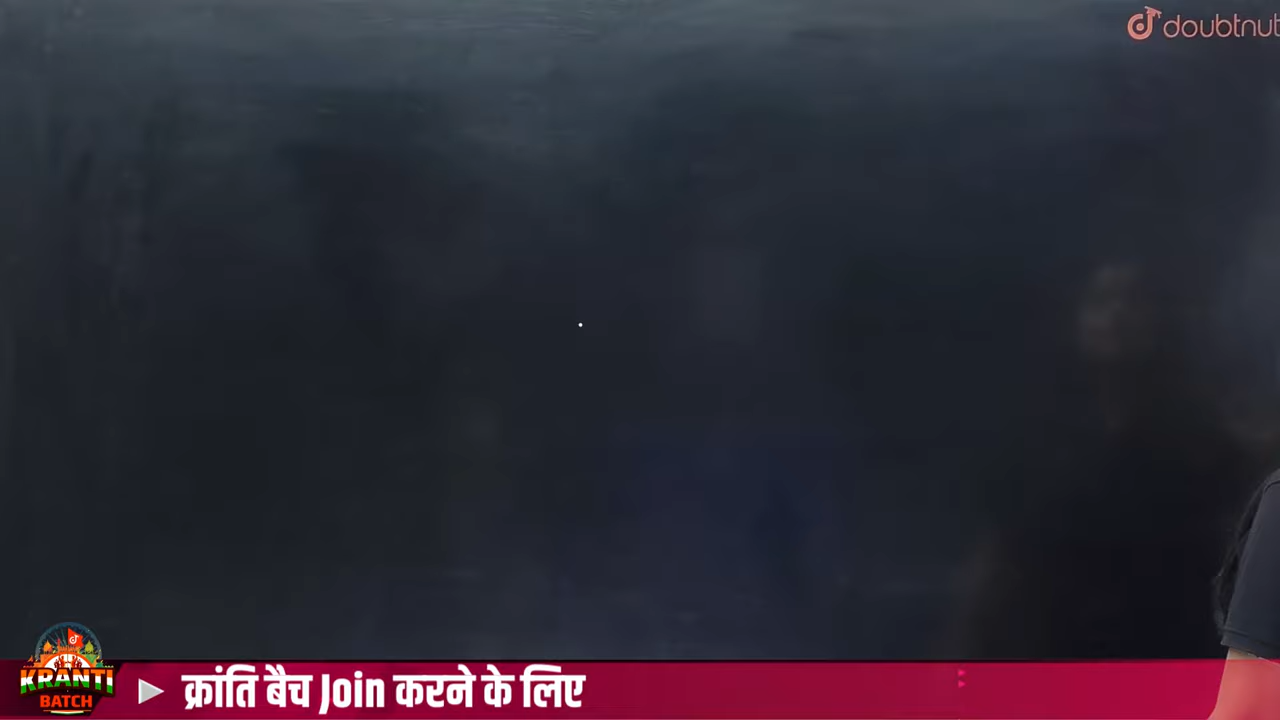 doubtnut
KRANTI
BATCH
क्रांति बैच Join करने के लिए